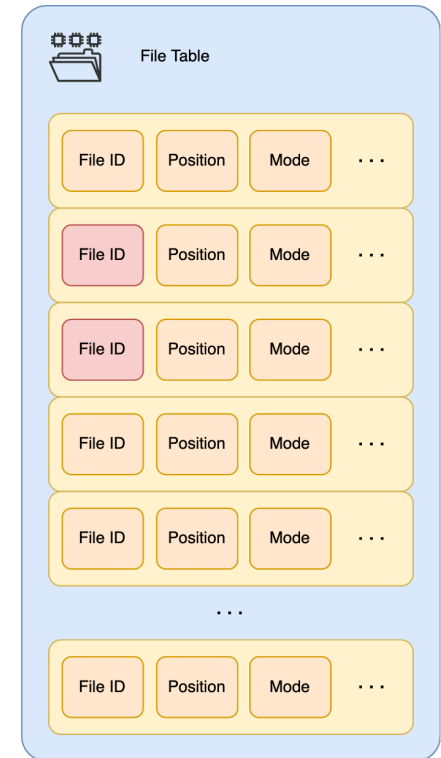 File Table
File ID Position Mode . . .
File ID Position Mode . . .
File ID Position Mode . . .
File ID Position Mode . . .
File ID Position Mode . . .
. . .
File ID Position Mode . . .